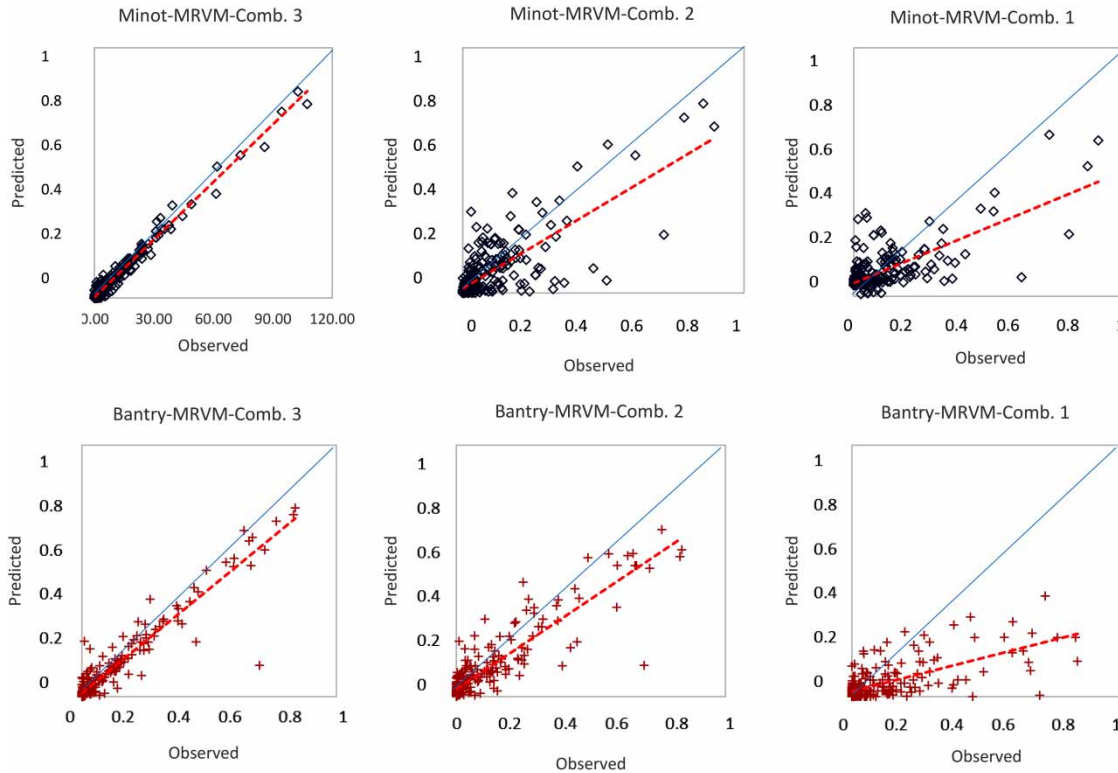 Minot-MRVM-Comb. 3
1
0.8
0.6
0.4
0.2
0
Predicted
0.00 30.00 60.00 90.00 120.00
Observed
Minot-MRVM-Comb. 2
1
0.8
0.6
0.4
0.2
0
Predicted
0 0.2 0.4 0.6 0.8 1
Observed
Minot-MRVM-Comb. 1
1
0.8
0.6
0.4
0.2
0
Predicted
0 0.2 0.4 0.6 0.8 1
Observed
Bantry-MRVM-Comb. 3
1
0.8
0.6
0.4
0.2
0
Predicted
0 0.2 0.4 0.6 0.8 1
Observed
Bantry-MRVM-Comb. 2
1
0.8
0.6
0.4
0.2
0
Predicted
0 0.2 0.4 0.6 0.8 1
Observed
Bantry-MRVM-Comb. 1
1
0.8
0.6
0.4
0.2
0
Predicted
0 0.2 0.4 0.6 0.8 1
Observed